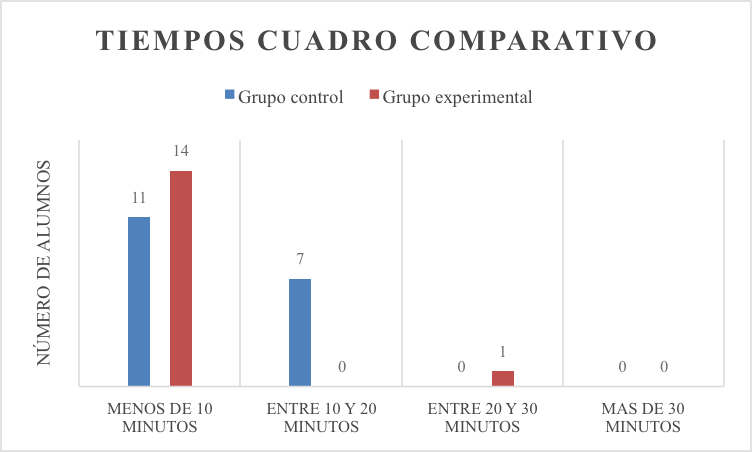 TIEMPOS CUADRO COMPARATIVO
Grupo control
Grupo experimental
NÚMERO DE ALUMNOS
11
14
7
0
0
1
0
0
MENOS DE 10
MINUTOS
ENTRE 10 Y 20
MINUTOS
ENTRE 20 Y 30
MINUTOS
MAS DE 30
MINUTOS